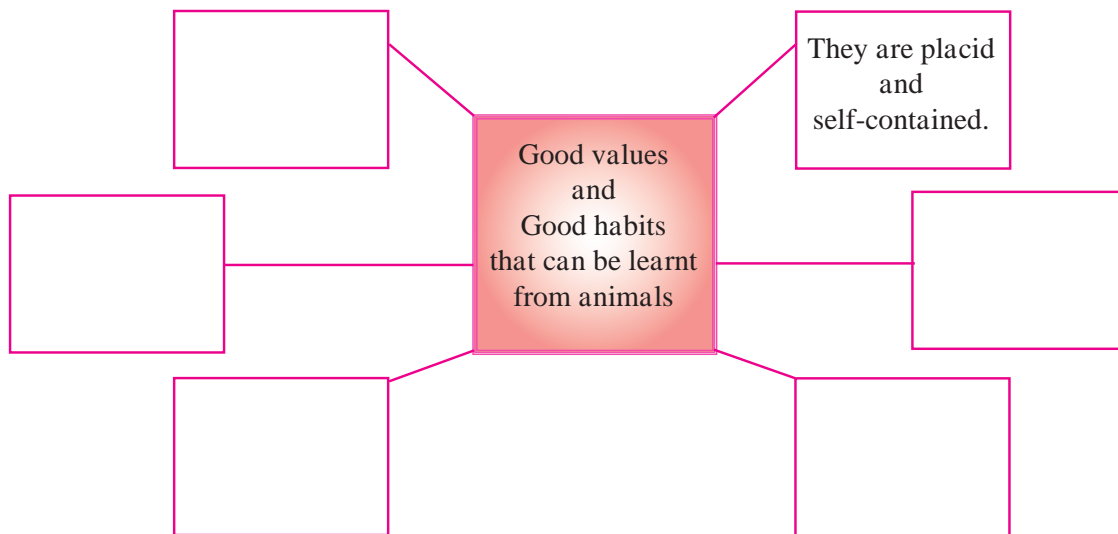 They are placid
and
self-contained.
Good values
and
Good habits
that can be learnt
from animals